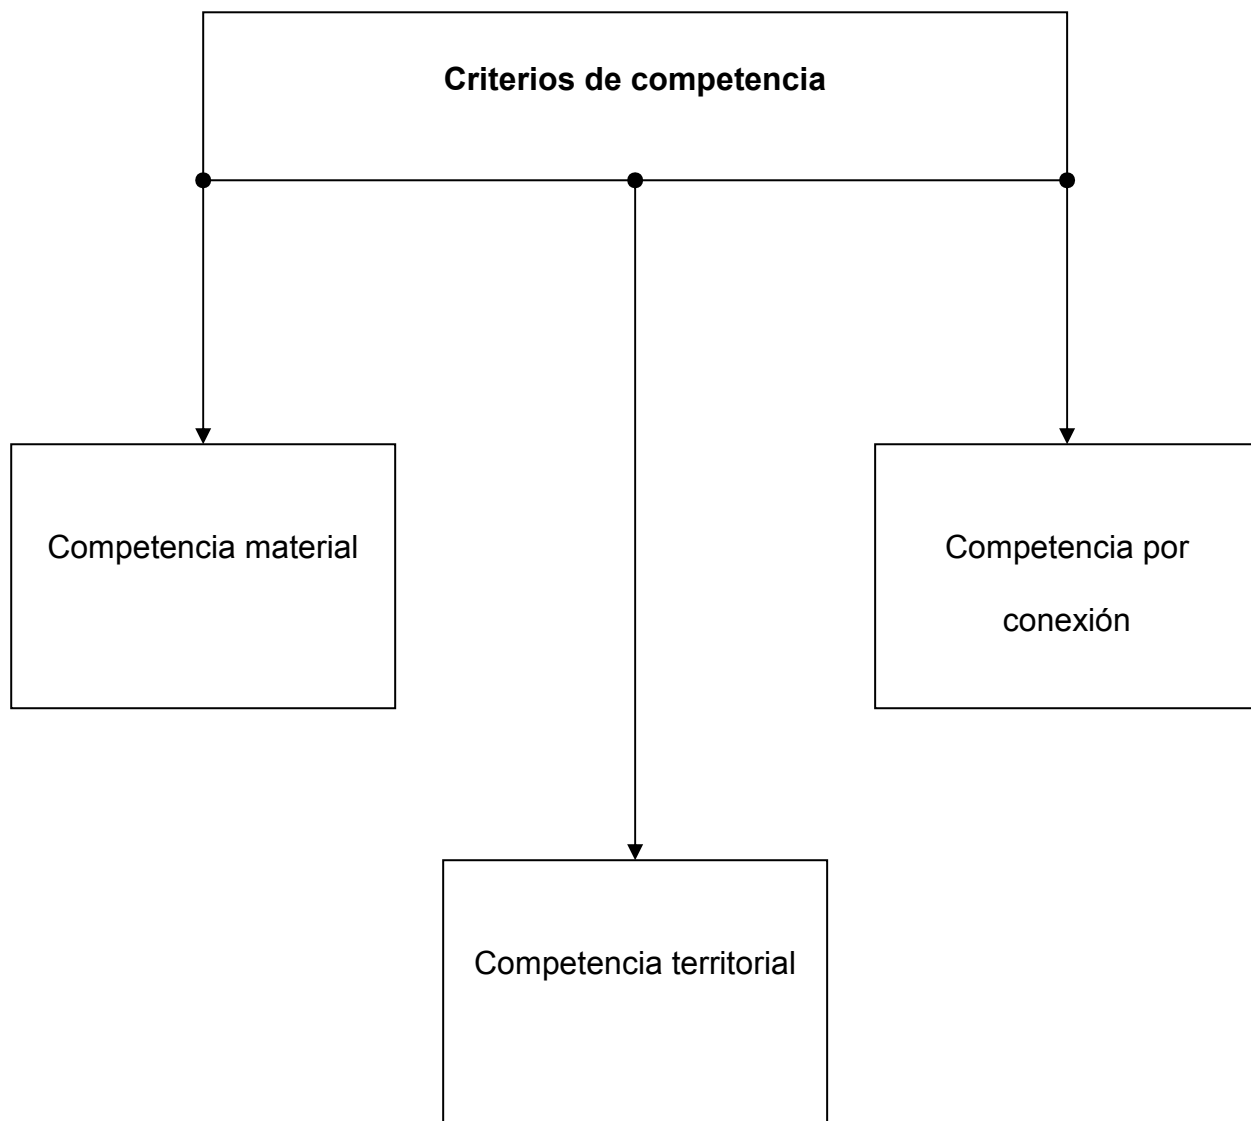 Criterios de competencia
Competencia material
Competencia por
conexión
Competencia territorial